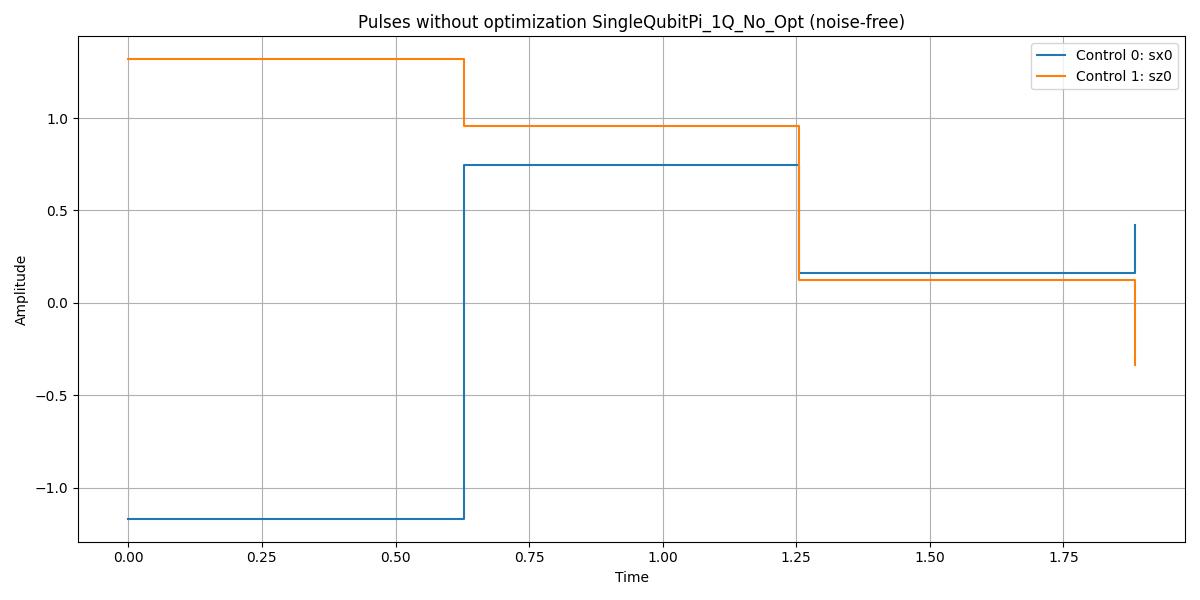 Pulses without optimization SingleQubitPi_1Q_No_Opt (noise-free)
Control 0: sx0
Control 1: sz0
Amplitude
1.0
0.5
0.0
−0.5
−1.0
0.00 0.25 0.50 0.75 1.00 1.25 1.50 1.75
Time